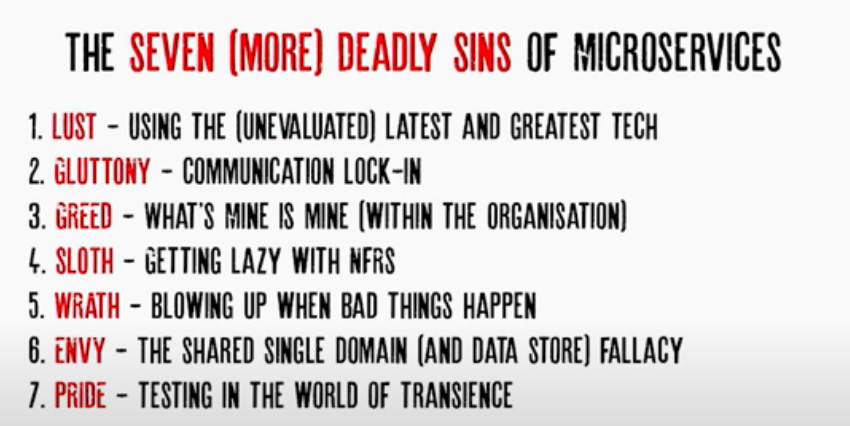 THE SEVEN (MORE) DEADLY SINS OF MICROSERVICES
1. LUST - USING THE (UNEVALUATED) LATEST AND GREATEST TECH
2. GLUTTONY - COMMUNICATION LOCK-IN
3. GREED - WHAT'S MINE IS MINE (WITHIN THE ORGANISATION)
4. SLOTH - GETTING LAZY WITH NFRS
5. WRATH - BLOWING UP WHEN BAD THINGS HAPPEN
6. ENVY - THE SHARED SINGLE DOMAIN (AND DATA STORE) FALLACY
7. PRIDE - TESTING IN THE WORLD OF TRANSIENCE